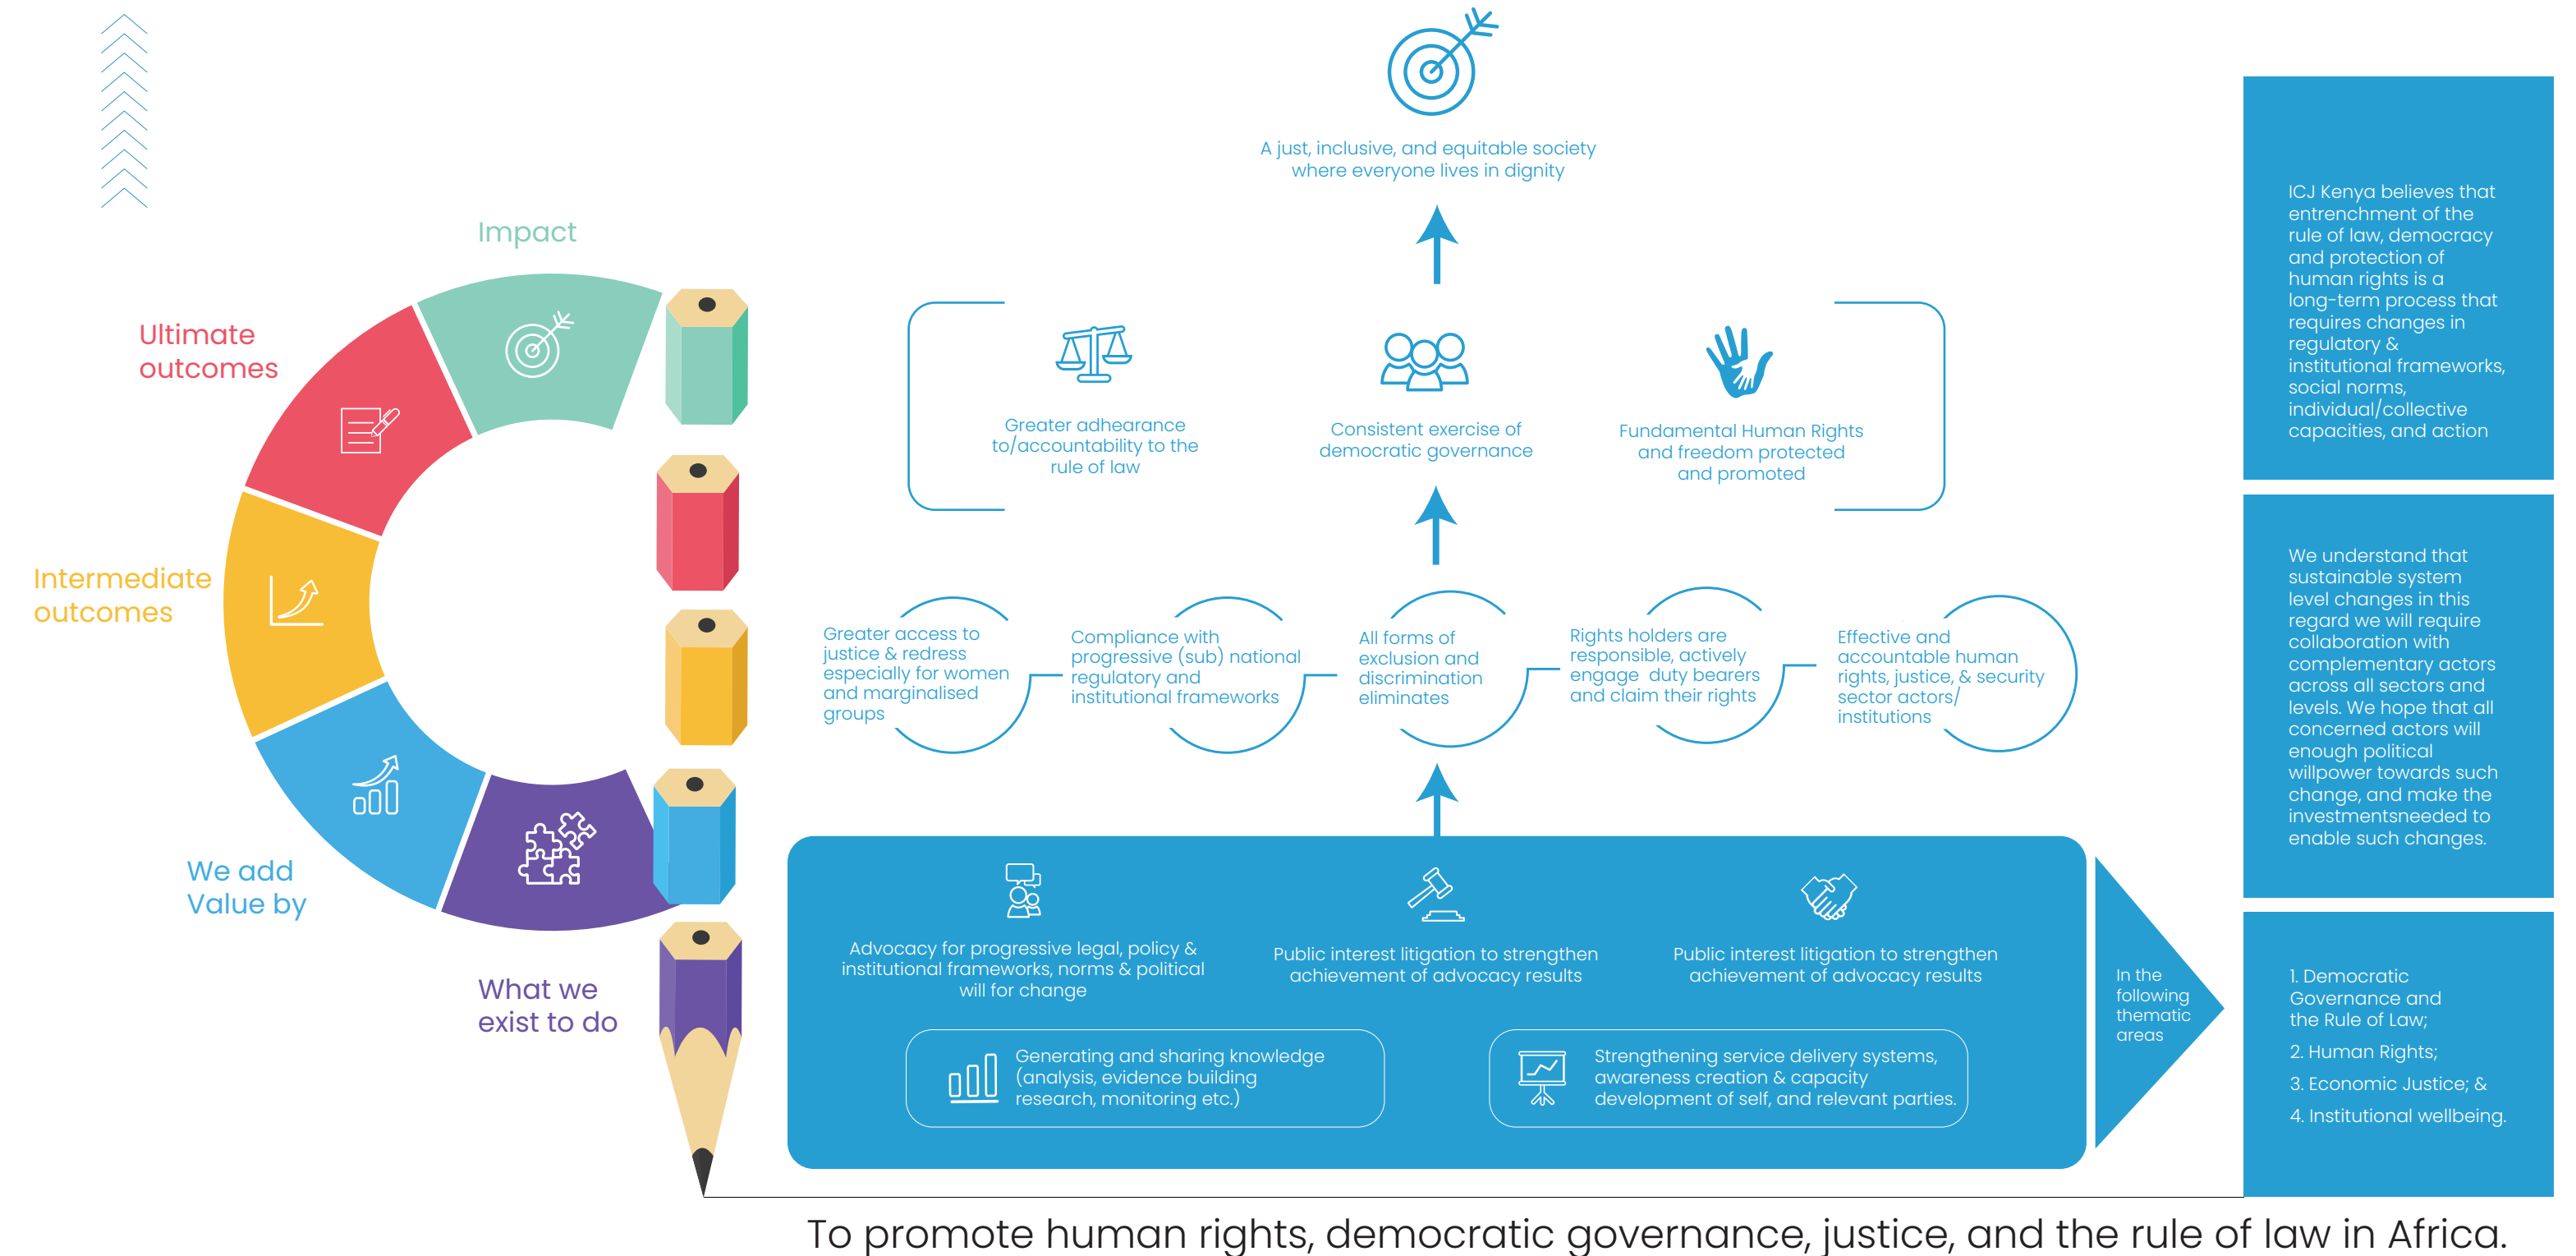 Impact
Ultimate
outcomes
Intermediate
outcomes
We add
Value by
What we
exist to do
A just, inclusive, and equitable society
where everyone lives in dignity
Greater adhearance
to/accountability to the
rule of law
Consistent exercise of
democratic governance
Fundamental Human Rights
and freedom protected
and promoted
Greater access to
justice & redress
especially for women
and marginalised
groups
Compliance with
progressive (sub) national
regulatory and
institutional frameworks
All forms of
exclusion and
discrimination
eliminates
Rights holders are
responsible, actively
engage duty bearers
and claim their rights
Effective and
accountable human
rights, justice, & security
sector actors/
institutions
Advocacy for progressive legal, policy &
institutional frameworks, norms & political
will for change
Public interest litigation to strengthen
achievement of advocacy results
Public interest litigation to strengthen
achievement of advocacy results
Generating and sharing knowledge
(analysis, evidence building
research, monitoring etc.)
Strengthening service delivery systems,
awareness creation & capacity
development of self, and relevant parties.
In the
following
thematic
areas
ICJ Kenya believes that
entrenchment of the
rule of law, democracy
and protection of
human rights is a
long-term process that
requires changes in
regulatory &
institutional frameworks,
social norms,
individual/collective
capacities, and action
We understand that
sustainable system
level changes in this
regard we will require
collaboration with
complementary actors
across all sectors and
levels. We hope that all
concerned actors will
enough political
willpower towards such
change, and make the
investmentsneeded to
enable such changes.
1. Democratic
Governance and
the Rule of Law;
2. Human Rights;
3. Economic Justice; &
4. Institutional wellbeing.
To promote human rights, democratic governance, justice, and the rule of law in Africa.